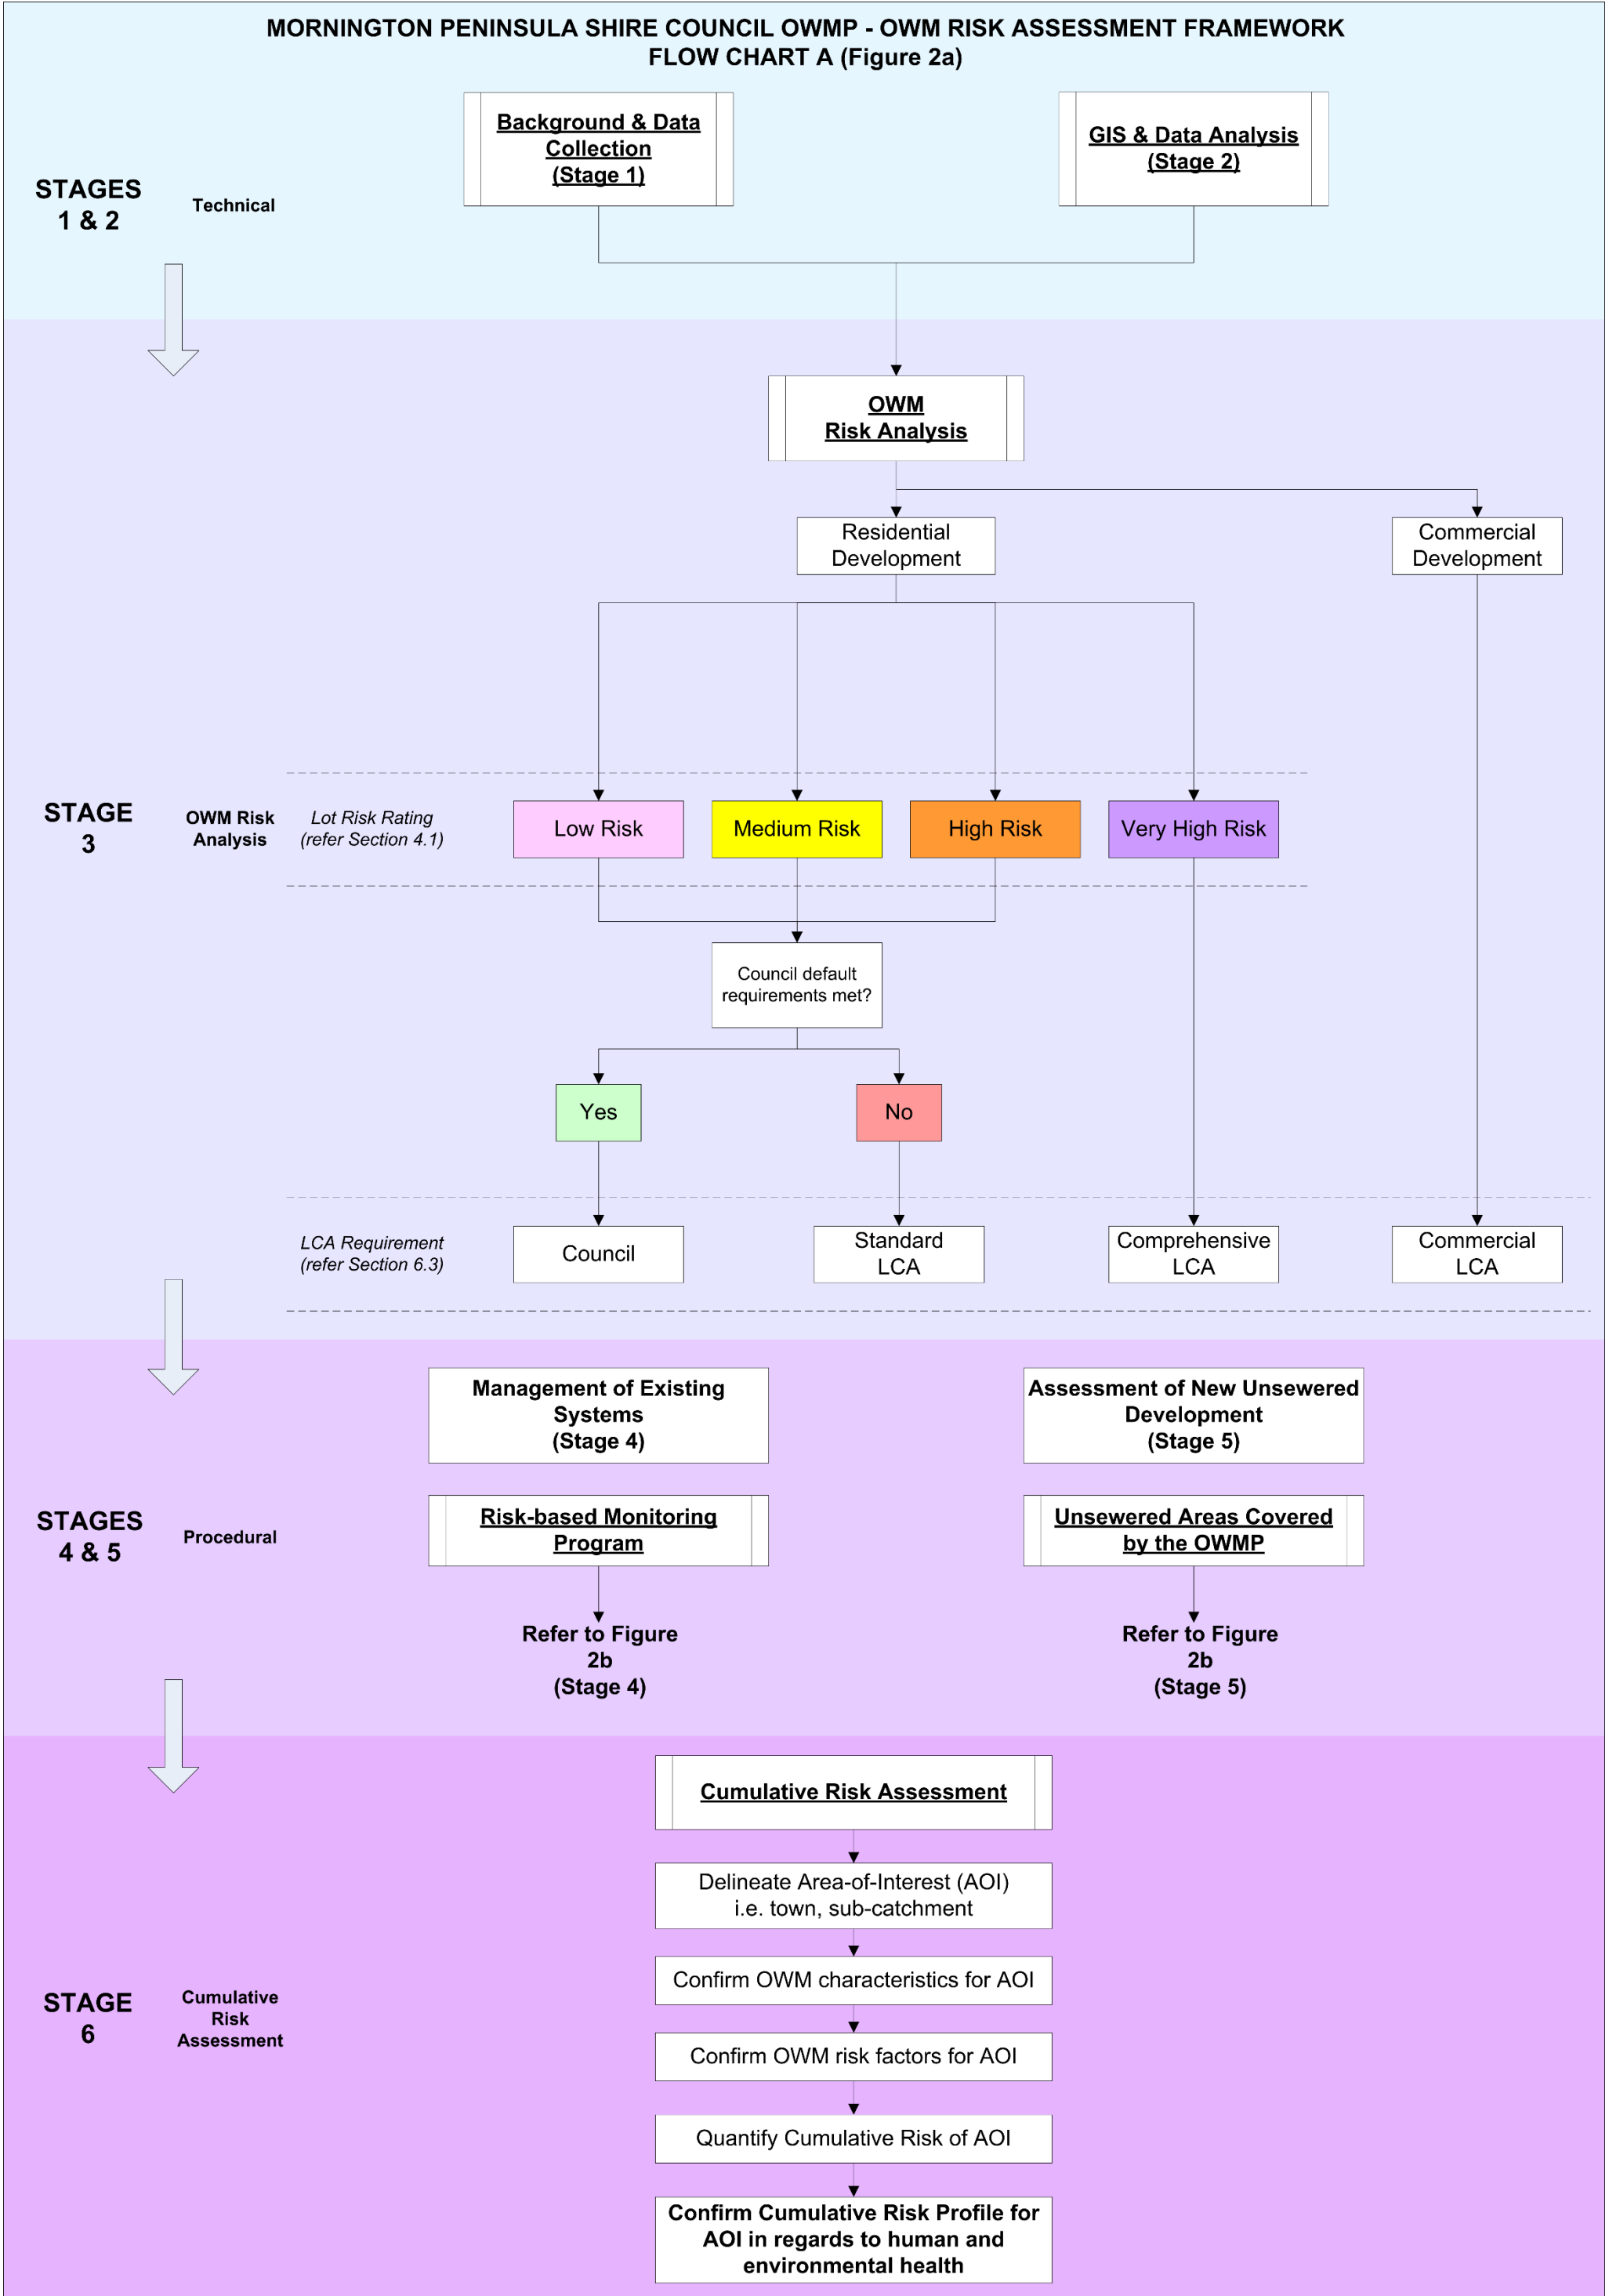 MORNINGTON PENINSULA SHIRE COUNCIL OWMP - OWM RISK ASSESSMENT FRAMEWORK
FLOW CHART A (Figure 2a)
Background & Data
Collection
(Stage 1)
GIS & Data Analysis
(Stage 2)
STAGES
1 & 2
Technical
OWM
Risk Analysis
Residential
Development
Commercial
Development
STAGE
3
OWM Risk
Analysis
Lot Risk Rating
(refer Section 4.1)
Low Risk
Medium Risk
High Risk
Very High Risk
Council default
requirements met?
Yes
No
LCA Requirement
(refer Section 6.3)
Council
Standard
LCA
Comprehensive
LCA
Commercial
LCA
Management of Existing
Systems
(Stage 4)
Assessment of New Unsewered
Development
(Stage 5)
STAGES
4 & 5
Procedural
Risk-based Monitoring
Program
Unsewered Areas Covered
by the OWMP
Refer to Figure
2b
(Stage 4)
Refer to Figure
2b
(Stage 5)
Cumulative Risk Assessment
Delineate Area-of-Interest (AOI)
i.e. town, sub-catchment
Confirm OWM characteristics for AOI
STAGE
6
Cumulative
Risk
Assessment
Confirm OWM risk factors for AOI
Quantify Cumulative Risk of AOI
Confirm Cumulative Risk Profile for
AOI in regards to human and
environmental health